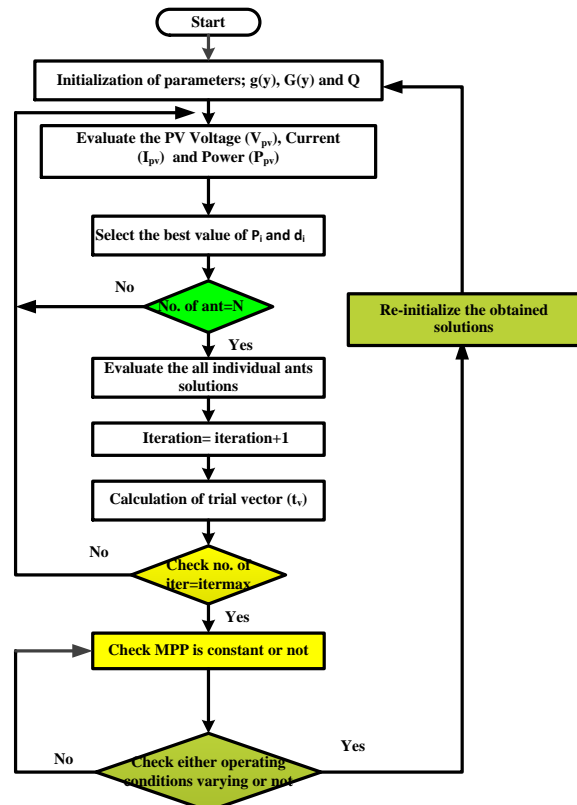 Start
Initialization of parameters; g(y), G(y) and Q
Evaluate the PV Voltage (Vpv), Current
(Ipv) and Power (Ppv)
Select the best value of Pi and di
No
No. of ant=N
Re-initialize the obtained
solutions
Yes
Evaluate the all individual ants
solutions
Iteration= iteration+1
Calculation of trial vector (tv)
No
Check no. of
iter=itermax
Yes
Check MPP is constant or not
No
Check either operating
conditions varying or not
Yes